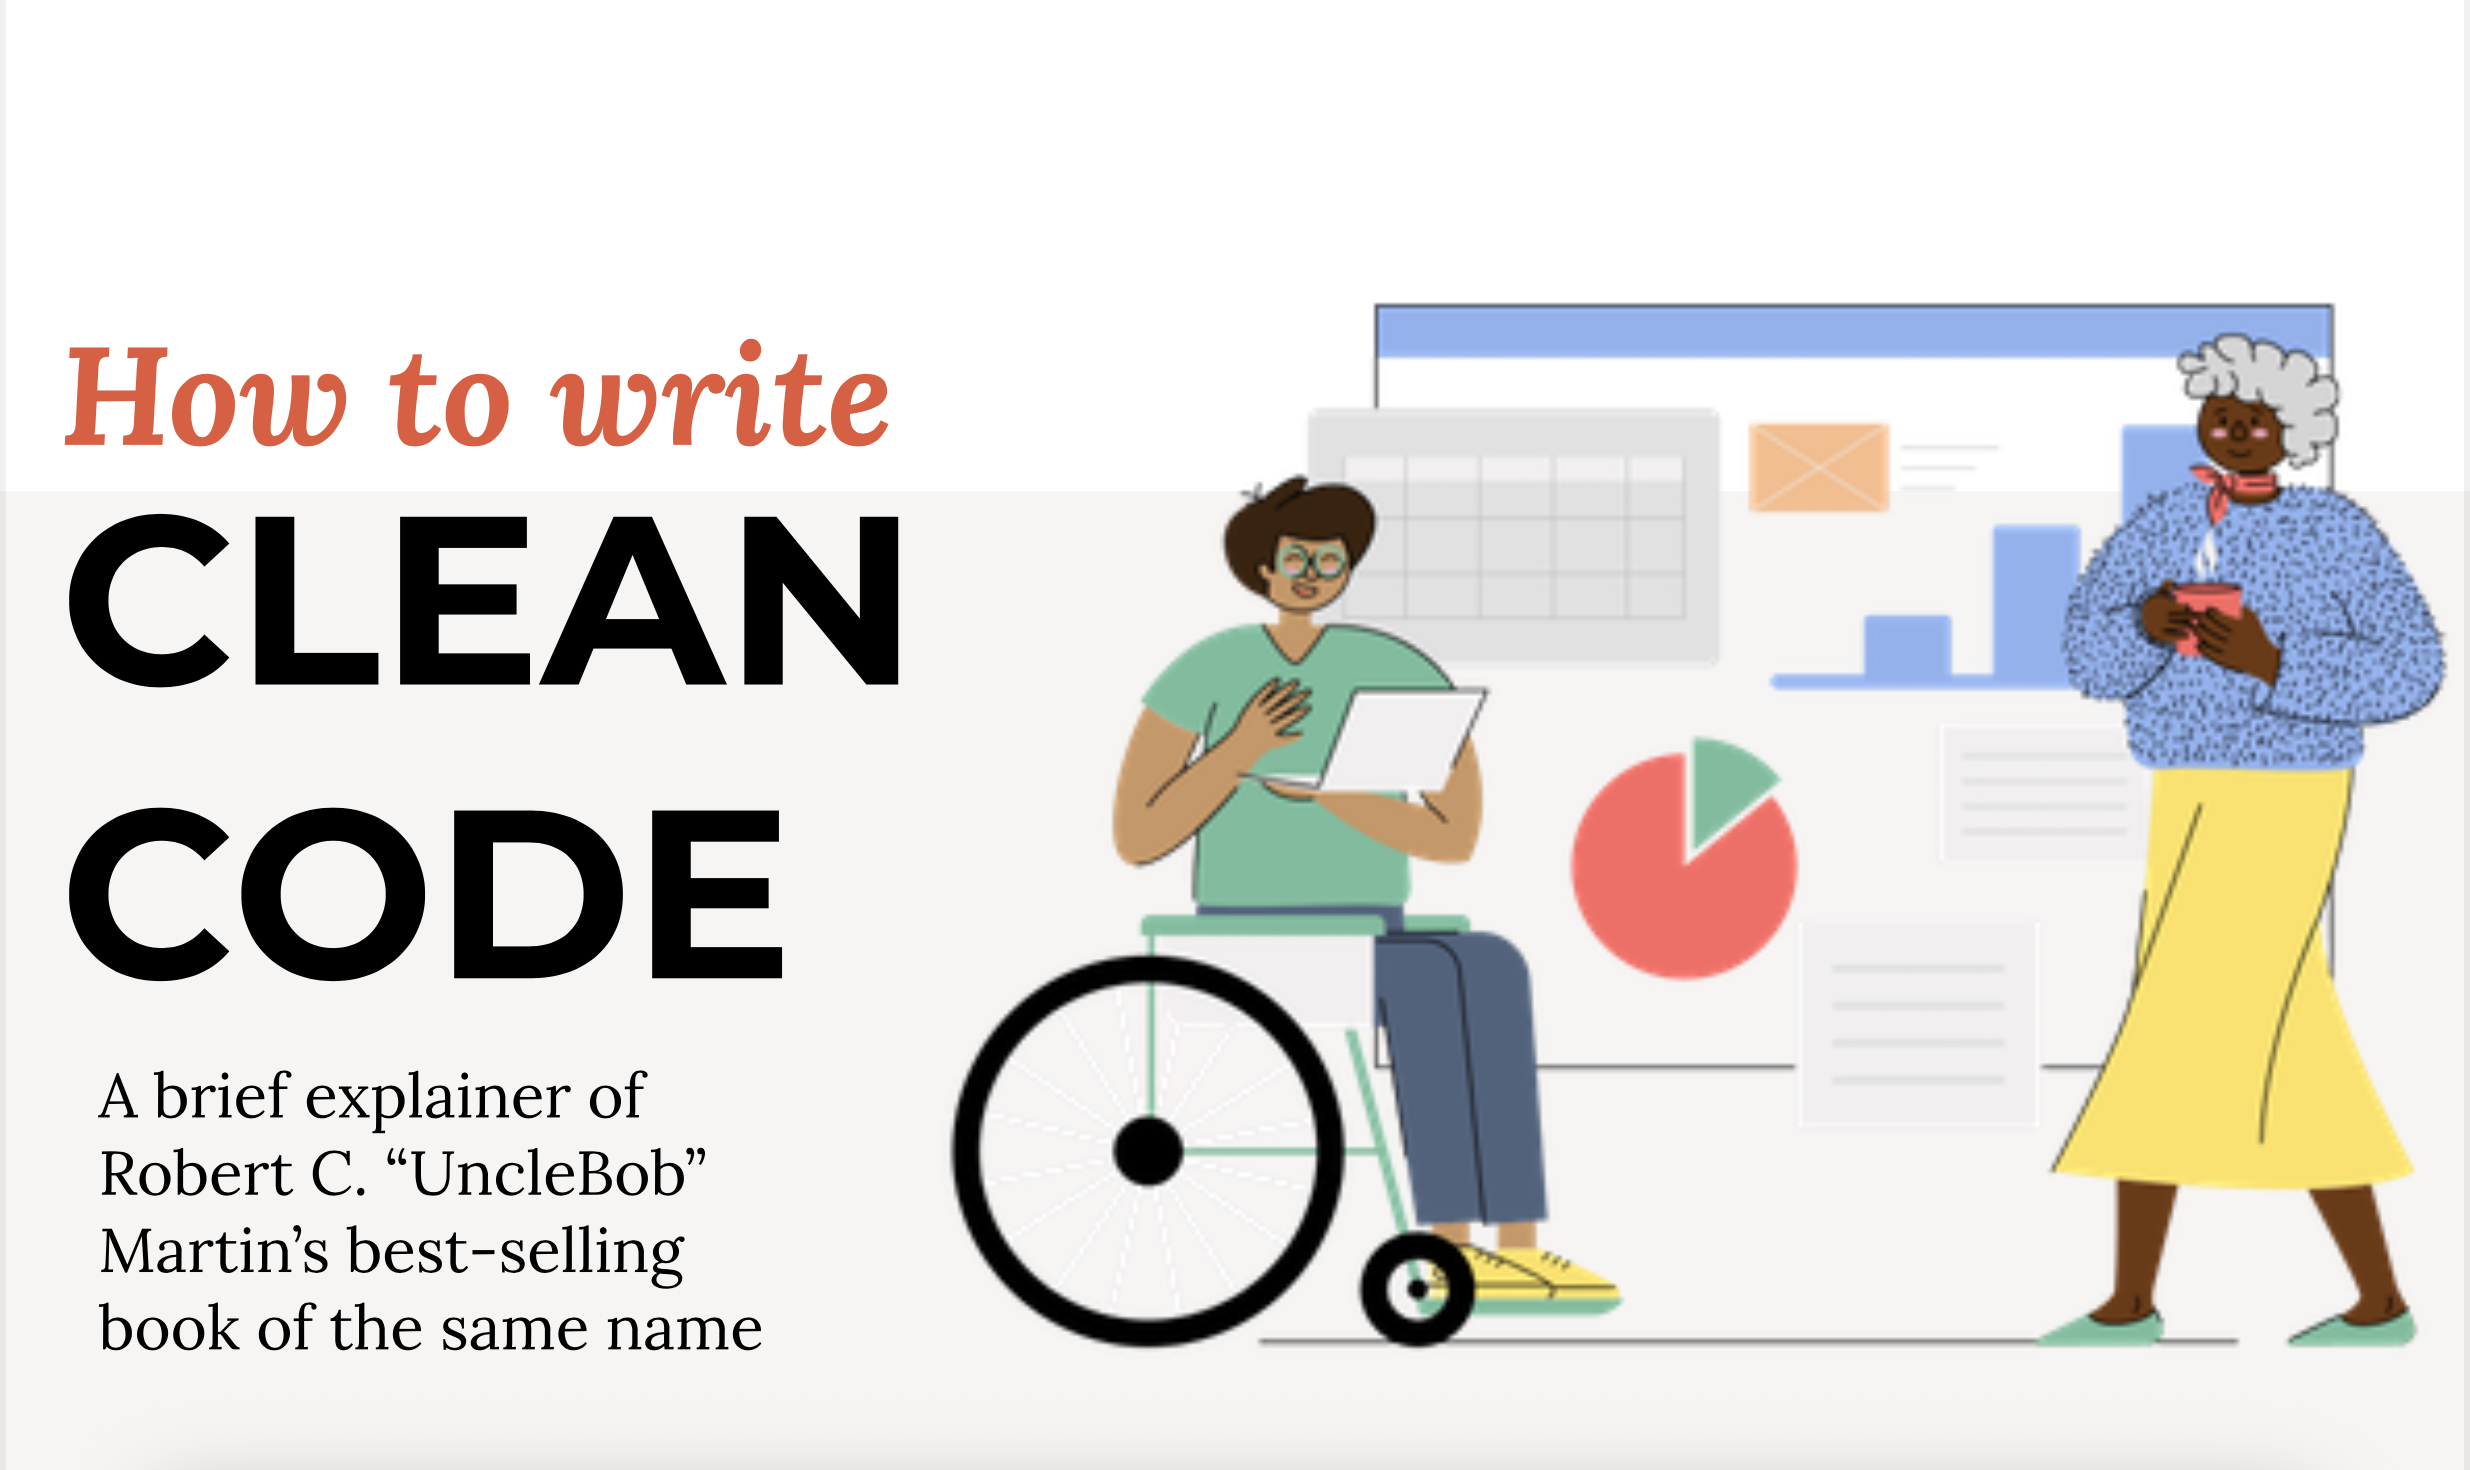 How to write
CLEAN
CODE
A brief explainer of
Robert C. “UncleBob”
Martin’s best-selling
book of the same name